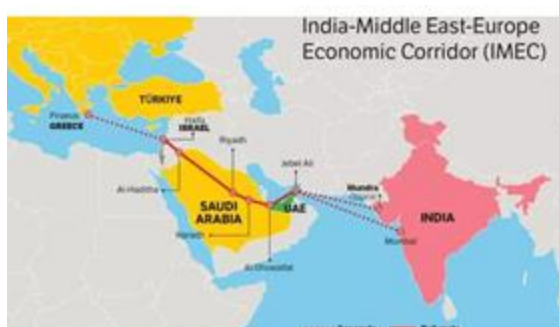 India-Middle East-Europe
Economic Corridor (IMEC)
TÜRKIYE
Piraeus
GREECE
Haifa
ISRAEL
Riyadh
Jebel Ali
Al-Haditha
Mundra
SAUDI
ARABIA
UAE
INDIA
Haradh
Mumbai
Al Ghuwaifat